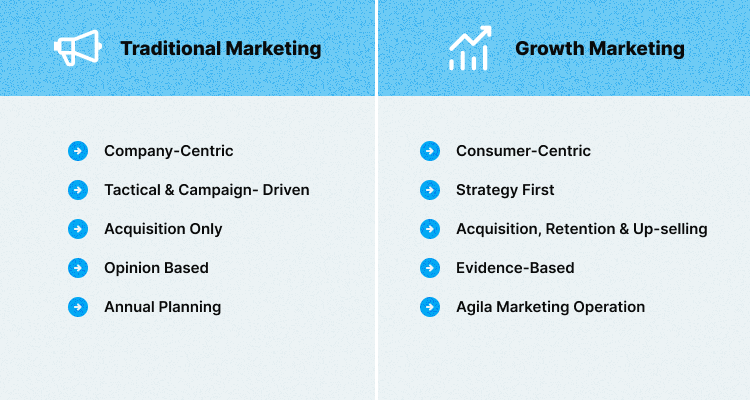 Traditional Marketing
Company-Centric
Tactical & Campaign- Driven
Acquisition Only
Opinion Based
Annual Planning
Growth Marketing
Consumer-Centric
Strategy First
Acquisition, Retention & Up-selling
Evidence-Based
Agila Marketing Operation